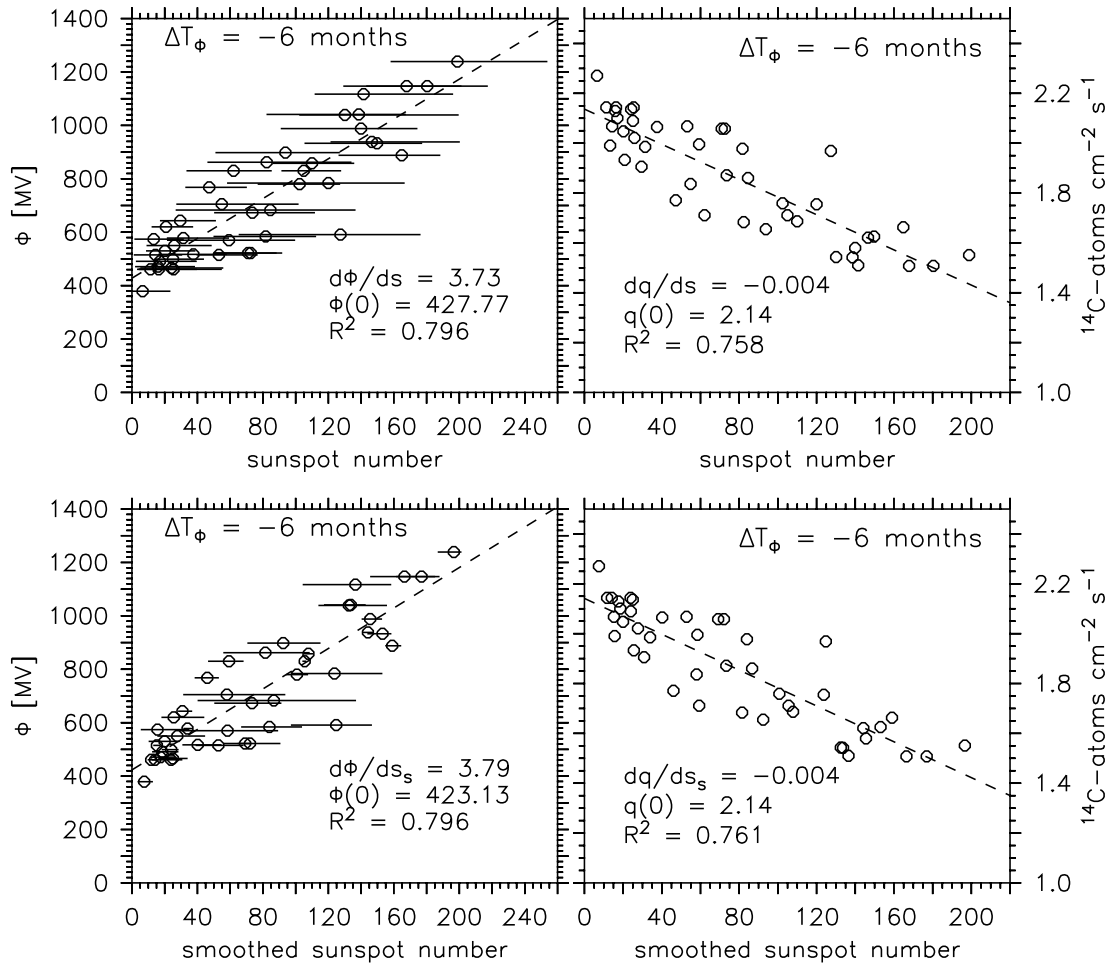 ΔT_Φ = −6 months
Φ [MV]
1400
1200
1000
800
600
400
200
0
dΦ/ds = 3.73
Φ(0) = 427.77
R² = 0.796
0 40 80 120 160 200 240
sunspot number
ΔT_Φ = −6 months
dq/ds = −0.004
q(0) = 2.14
R² = 0.758
2.2
1.8
1.4
1.0
¹⁴C−atoms cm⁻² s⁻¹
0 40 80 120 160 200
sunspot number
ΔT_Φ = −6 months
Φ [MV]
1400
1200
1000
800
600
400
200
0
dΦ/ds_s = 3.79
Φ(0) = 423.13
R² = 0.796
0 40 80 120 160 200 240
smoothed sunspot number
ΔT_Φ = −6 months
dq/ds_s = −0.004
q(0) = 2.14
R² = 0.761
2.2
1.8
1.4
1.0
¹⁴C−atoms cm⁻² s⁻¹
0 40 80 120 160 200
smoothed sunspot number